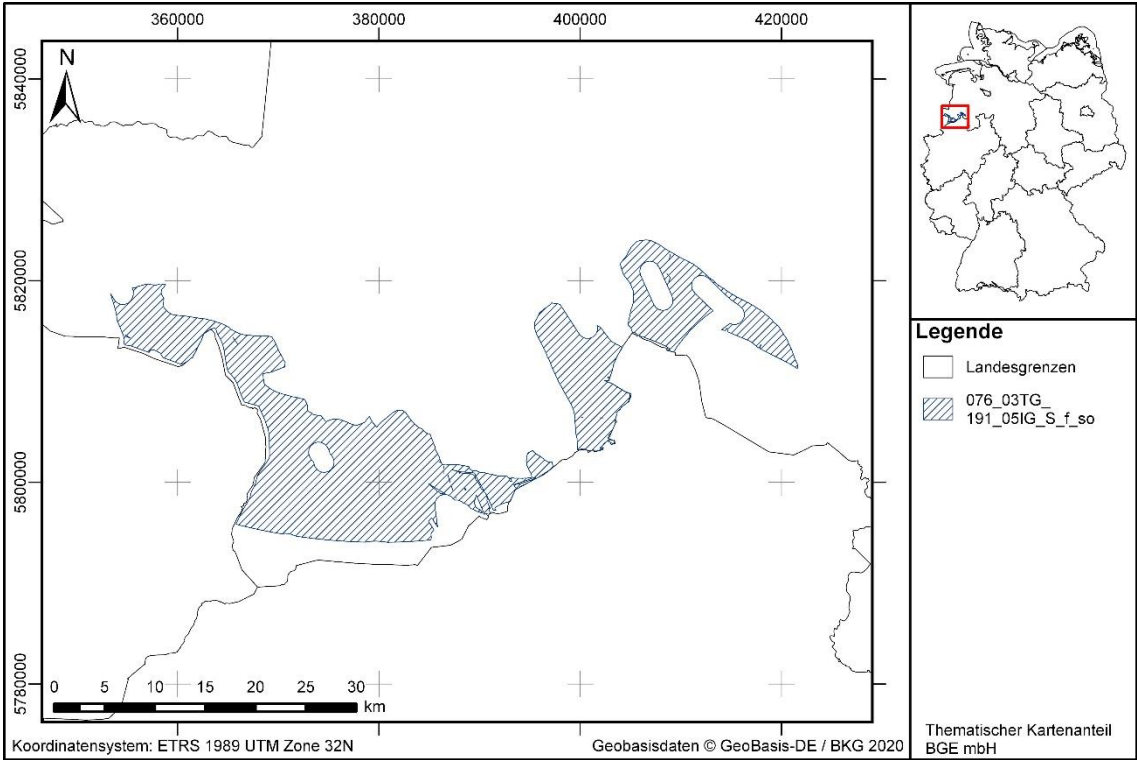 360000 380000 400000 420000
N
5840000
5820000
5800000
5780000
0 5 10 15 20 25 30
km
Koordinatensystem: ETRS 1989 UTM Zone 32N
Geobasisdaten © GeoBasis-DE / BKG 2020
Legende
Landesgrenzen
076_03TG_
191_05IG_S_f_so
Thematischer Kartenanteil
BGE mbH